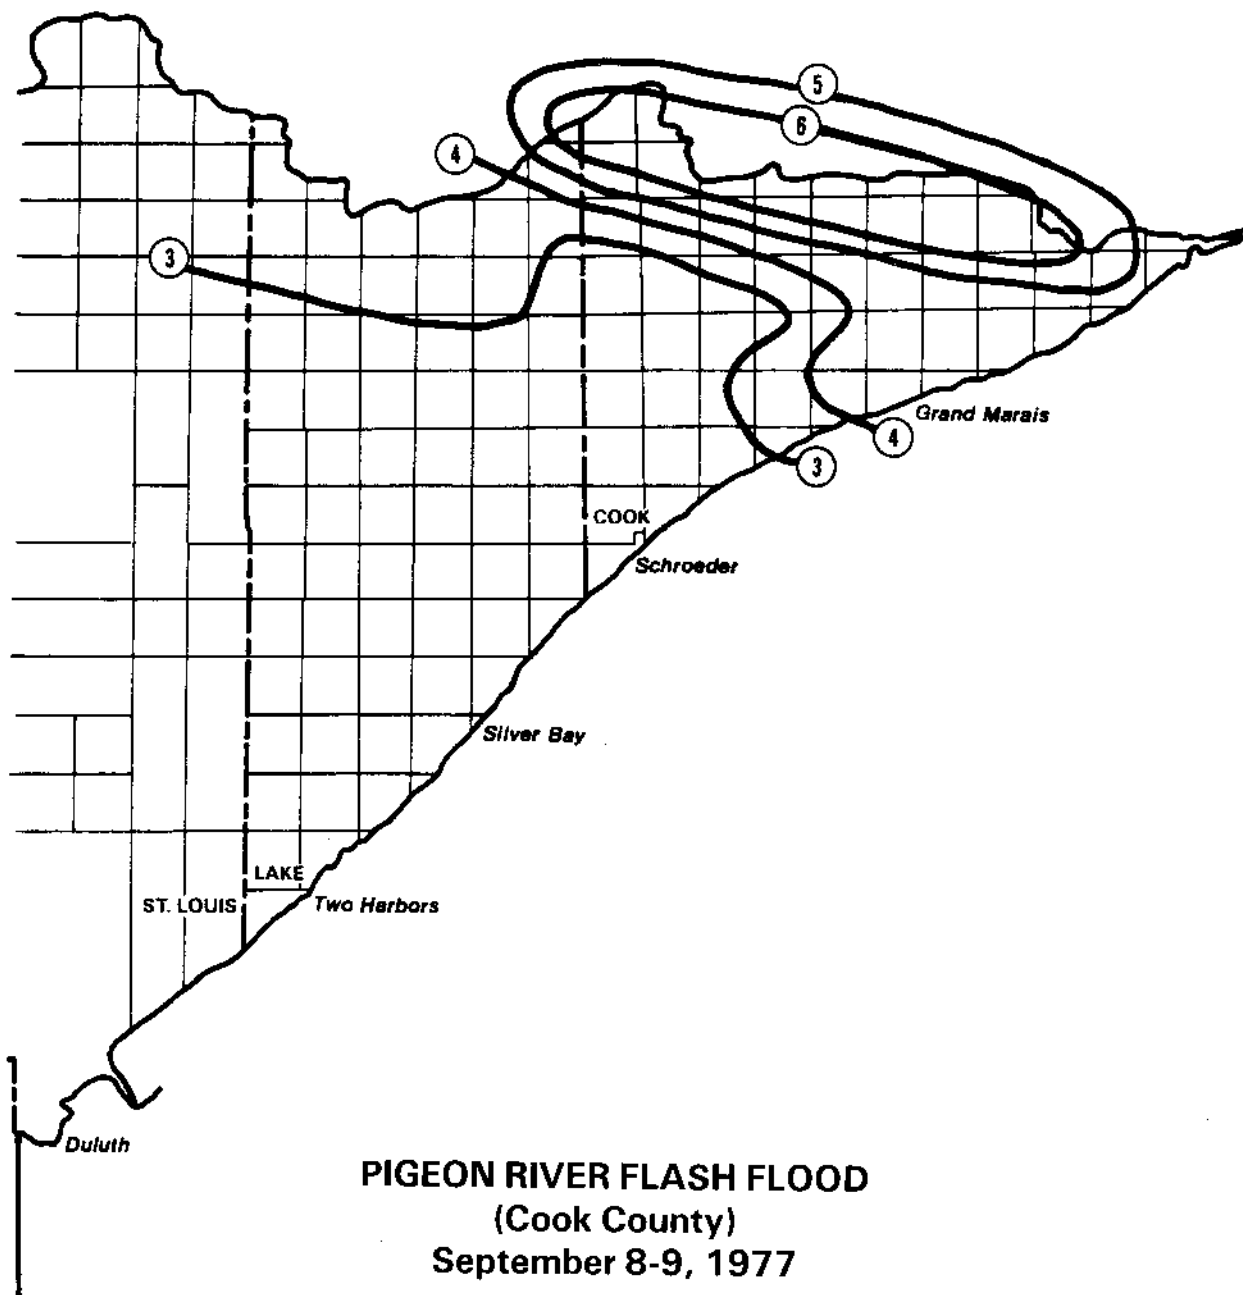 5
6
4
3
Grand Marais
4
3
COOK
Schroeder
Silver Bay
LAKE
ST. LOUIS
Two Harbors
Duluth
PIGEON RIVER FLASH FLOOD
(Cook County)
September 8-9, 1977